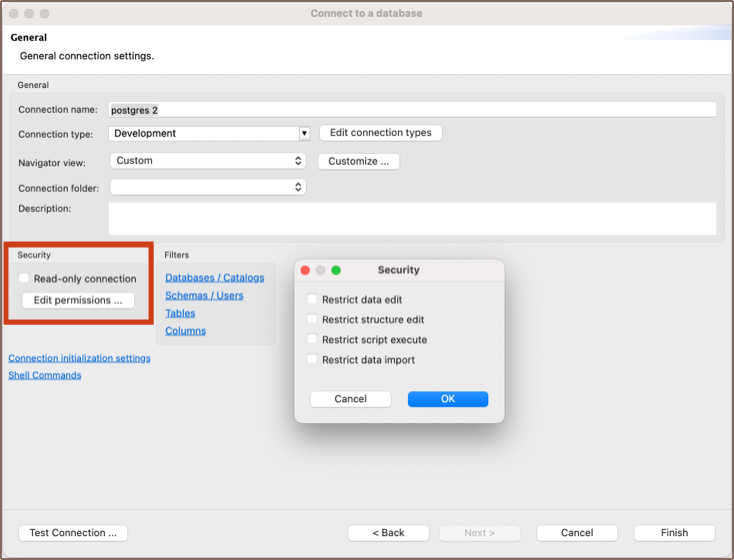 Connect to a database
General
General connection settings.
General
Connection name: postgres 2
Connection type: Development Edit connection types
Navigator view: Custom Customize ...
Connection folder:
Description:
Security
Read-only connection
Edit permissions ...
Filters
Databases / Catalogs
Schemas / Users
Tables
Columns
Security
Restrict data edit
Restrict structure edit
Restrict script execute
Restrict data import
Cancel OK
Connection initialization settings
Shell Commands
Test Connection ... < Back Next > Cancel Finish